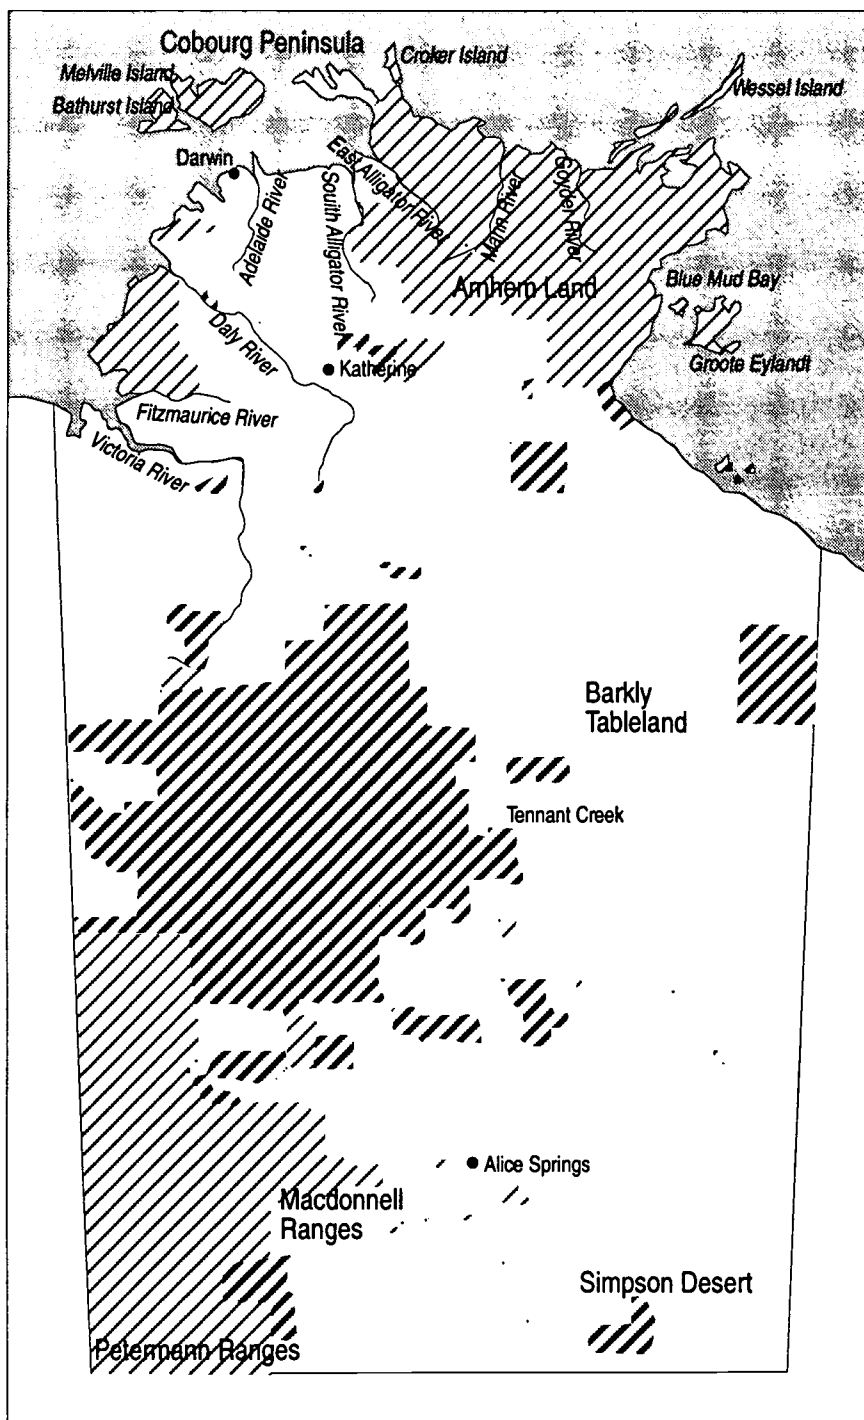 Cobourg Peninsula
Croker Island
Melville Island
Wessel Island
Bathurst Island
Darwin
East Alligator River
Goyder River
Adelaide River
South Alligator River
Mann River
Arnhem Land
Blue Mud Bay
Daly River
Katherine
Groote Eylandt
Fitzmaurice River
Victoria River
Barkly
Tableland
Tennant Creek
Alice Springs
Macdonnell
Ranges
Simpson Desert
Petermann Ranges